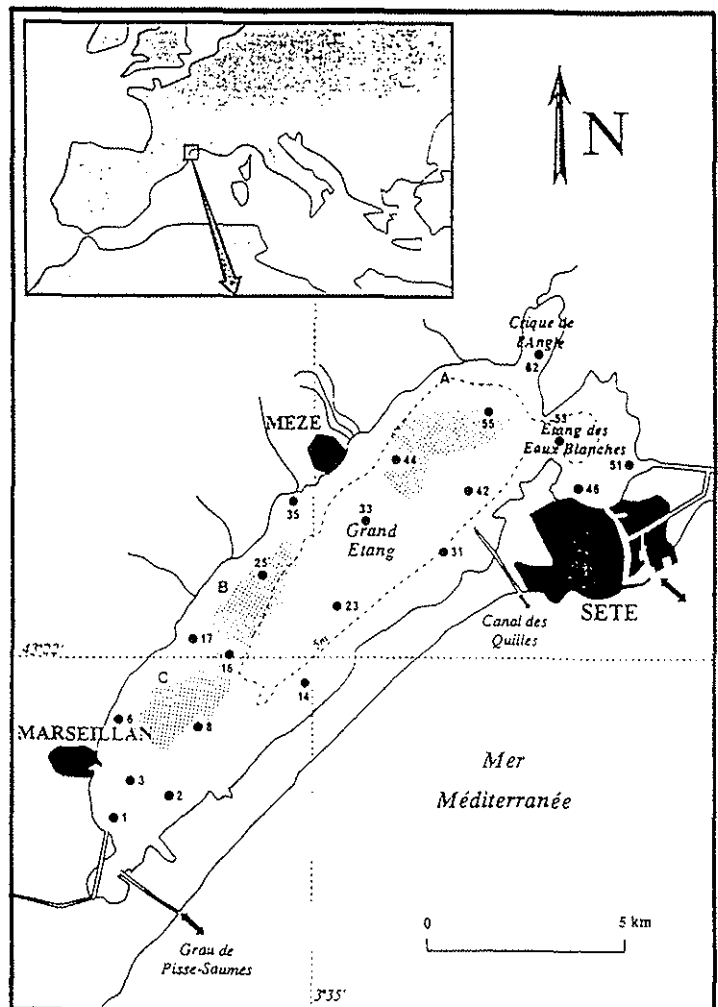 N
Crique de
l'Angle
62
A
55
53
Etang des
Eaux Blanches
MEZE
44
51
42
46
35
33
Grand
Etang
31
25
B
23
Canal des
Quilles
SETE
17
43°22'
16
5m
C
14
6
8
MARSEILLAN
Mer
Méditerranée
3
2
1
0
5 km
Grau de
Pisse-Saumes
3°35'